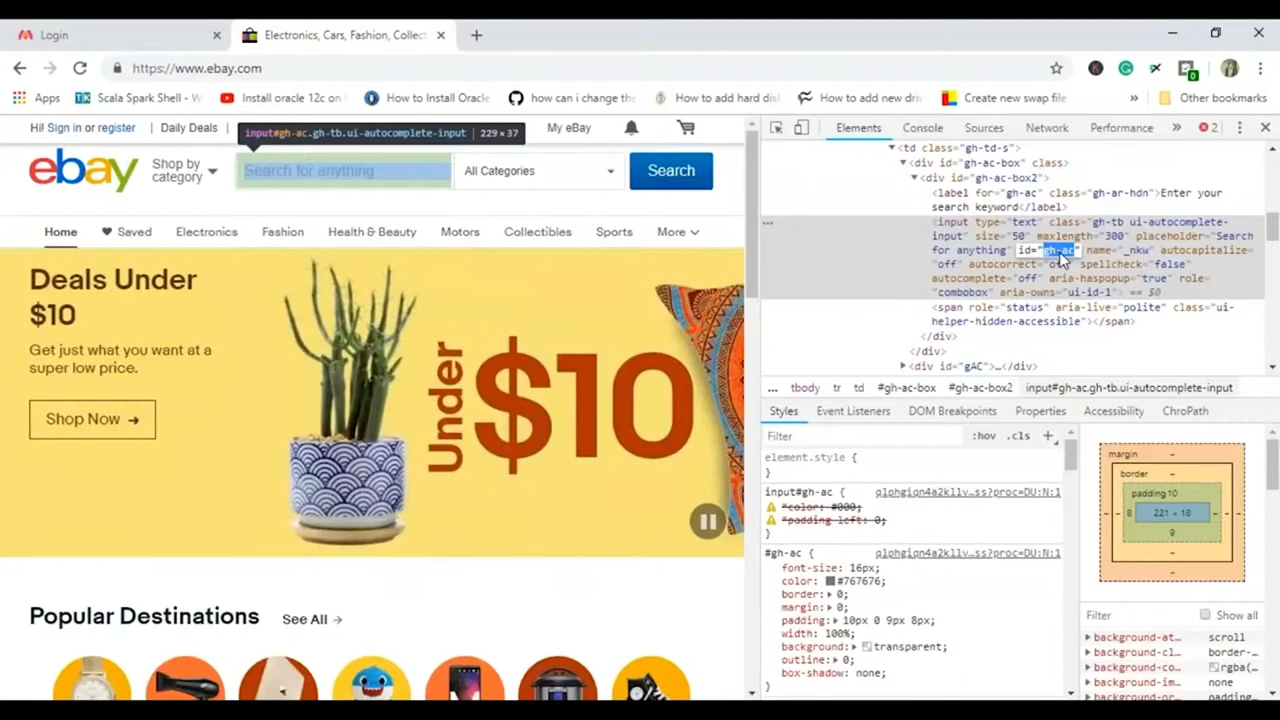 Login
Electronics, Cars, Fashion, Collect
https://www.ebay.com
0
Apps
Scala Spark Shell - W
Install oracle 12c on
How to Install Oracle
how can i change the
How to add hard disk
How to add new driv
Create new swap file
»
Other bookmarks
Hi! Sign in or register
Daily Deals
input#gh-ac.gh-tb.ui-autocomplete-input | 229 × 37
My eBay
ebay
Shop by
category
Search for anything
All Categories
Search
Home
Saved
Electronics
Fashion
Health & Beauty
Motors
Collectibles
Sports
More
Deals Under
$10
Get just what you want at a
super low price.
Shop Now →
Under
$10
Popular Destinations
See All →
Elements
Console
Sources
Network
Performance
»
2
<td class="gh-td-s">
<div id="gh-ac-box" class>
<div id="gh-ac-box2">
<label for="gh-ac" class="gh-ar-hdn">Enter your
search keyword</label>
<input type="text" class="gh-tb ui-autocomplete-
input" size="50" maxlength="300" placeholder="Search
for anything" id="gh-ac" name="_nkw" autocapitalize=
"off" autocorrect="off" spellcheck="false"
autocomplete="off" aria-haspopup="true" role=
"combobox" aria-owns="ui-id-1"> == $0
<span role="status" aria-live="polite" class="ui-
helper-hidden-accessible"></span>
</div>
</div>
<div id="gAC">…</div>
...
tbody
tr
td
#gh-ac-box
#gh-ac-box2
input#gh-ac.gh-tb.ui-autocomplete-input
Styles
Event Listeners
DOM Breakpoints
Properties
Accessibility
ChroPath
Filter
:hov
.cls
+
element.style {
}
input#gh-ac {
*color: #000;
*padding-left: 0;
}
#gh-ac {
font-size: 16px;
color: #767676;
border: 0;
margin: 0;
padding: 10px 0 9px 8px;
width: 100%;
background: transparent;
outline: 0;
box-shadow: none;
}
margin
-
border
-
padding 10
8
221 × 18
9
-
-
Filter
Show all
background-at…
scroll
background-cl…
border-…
background-co…
rgba(…
background-im…
none
background-or…
padding…